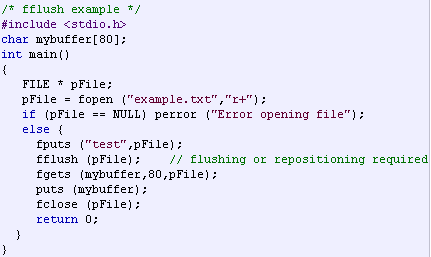 /* fflush example */
#include <stdio.h>
char mybuffer[80];
int main()
{
   FILE * pFile;
   pFile = fopen ("example.txt","r+");
   if (pFile == NULL) perror ("Error opening file");
   else {
     fputs ("test",pFile);
     fflush (pFile);    // flushing or repositioning required
     fgets (mybuffer,80,pFile);
     puts (mybuffer);
     fclose (pFile);
     return 0;
  }
}